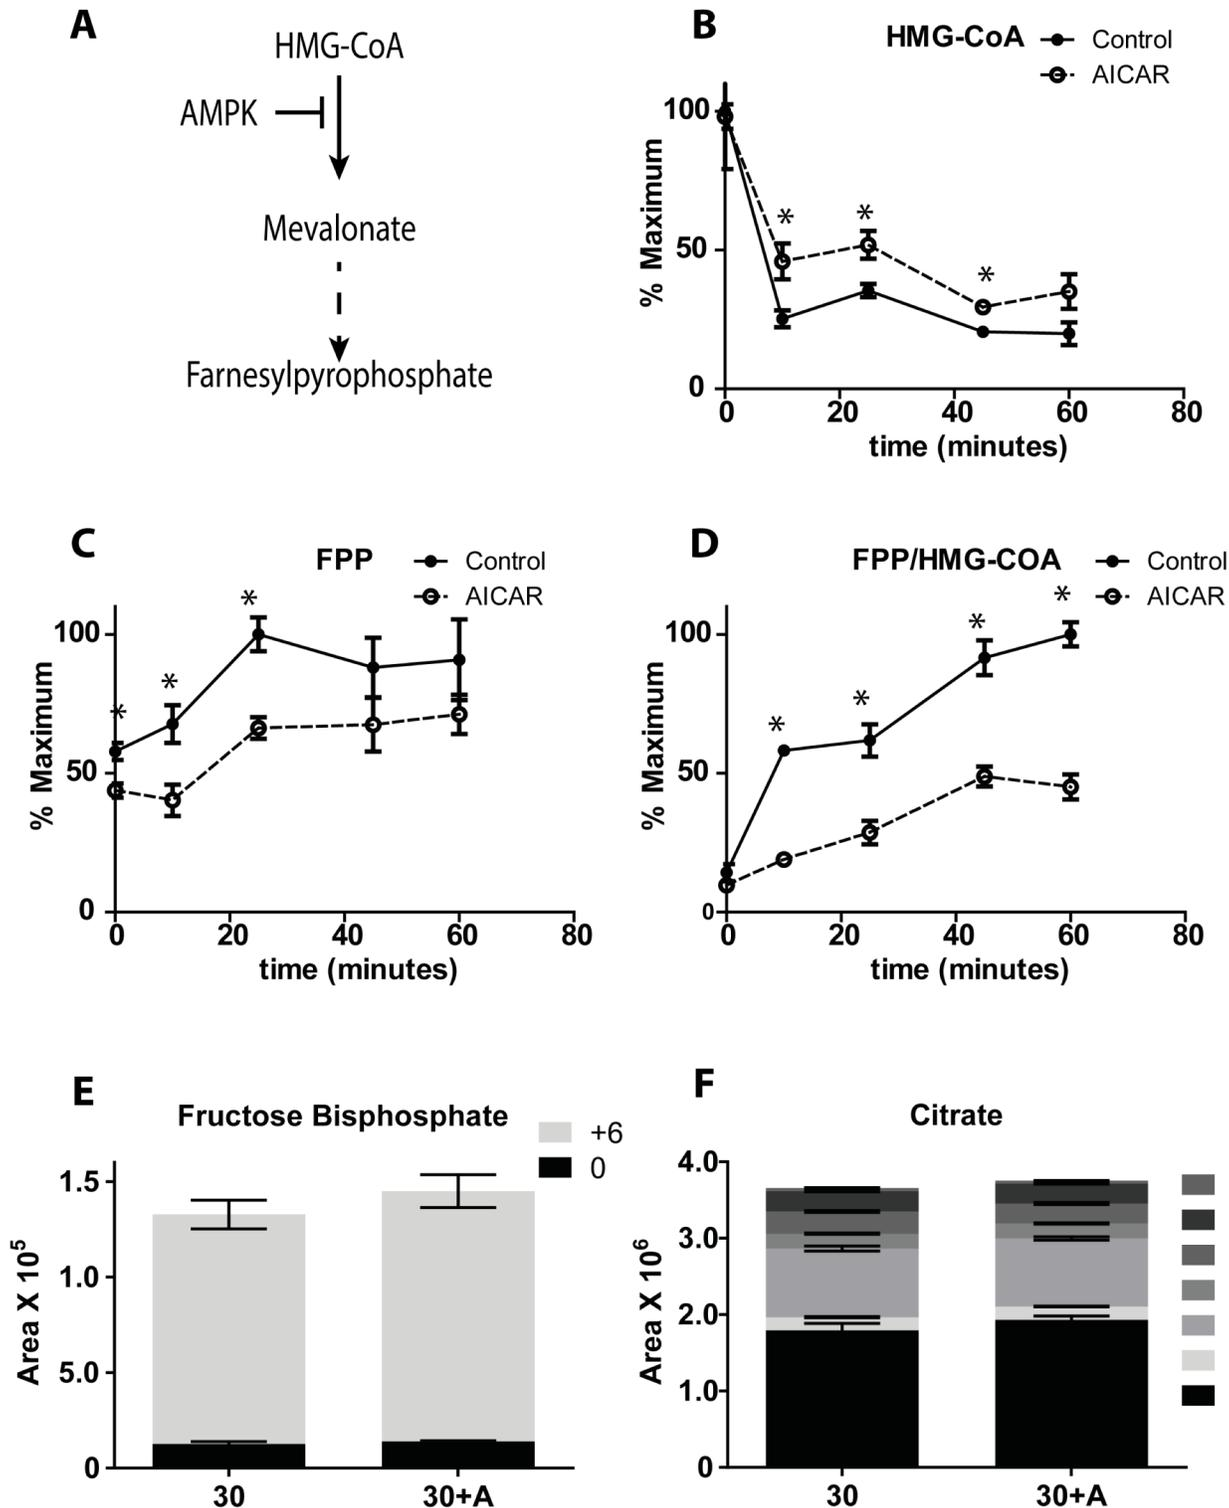 A
HMG-CoA
AMPK
Mevalonate
Farnesylpyrophosphate
B
HMG-CoA
Control
AICAR
100
50
0
% Maximum
*
*
*
0 20 40 60 80
time (minutes)
C
FPP
Control
AICAR
100
50
0
% Maximum
*
*
*
0 20 40 60 80
time (minutes)
D
FPP/HMG-COA
Control
AICAR
100
50
0
% Maximum
*
*
*
*
0 20 40 60 80
time (minutes)
E
Fructose Bisphosphate
+6
0
1.5
1.0
5.0
0
Area X 10⁵
30 30+A
F
Citrate
4.0
3.0
2.0
1.0
0
Area X 10⁶
30 30+A